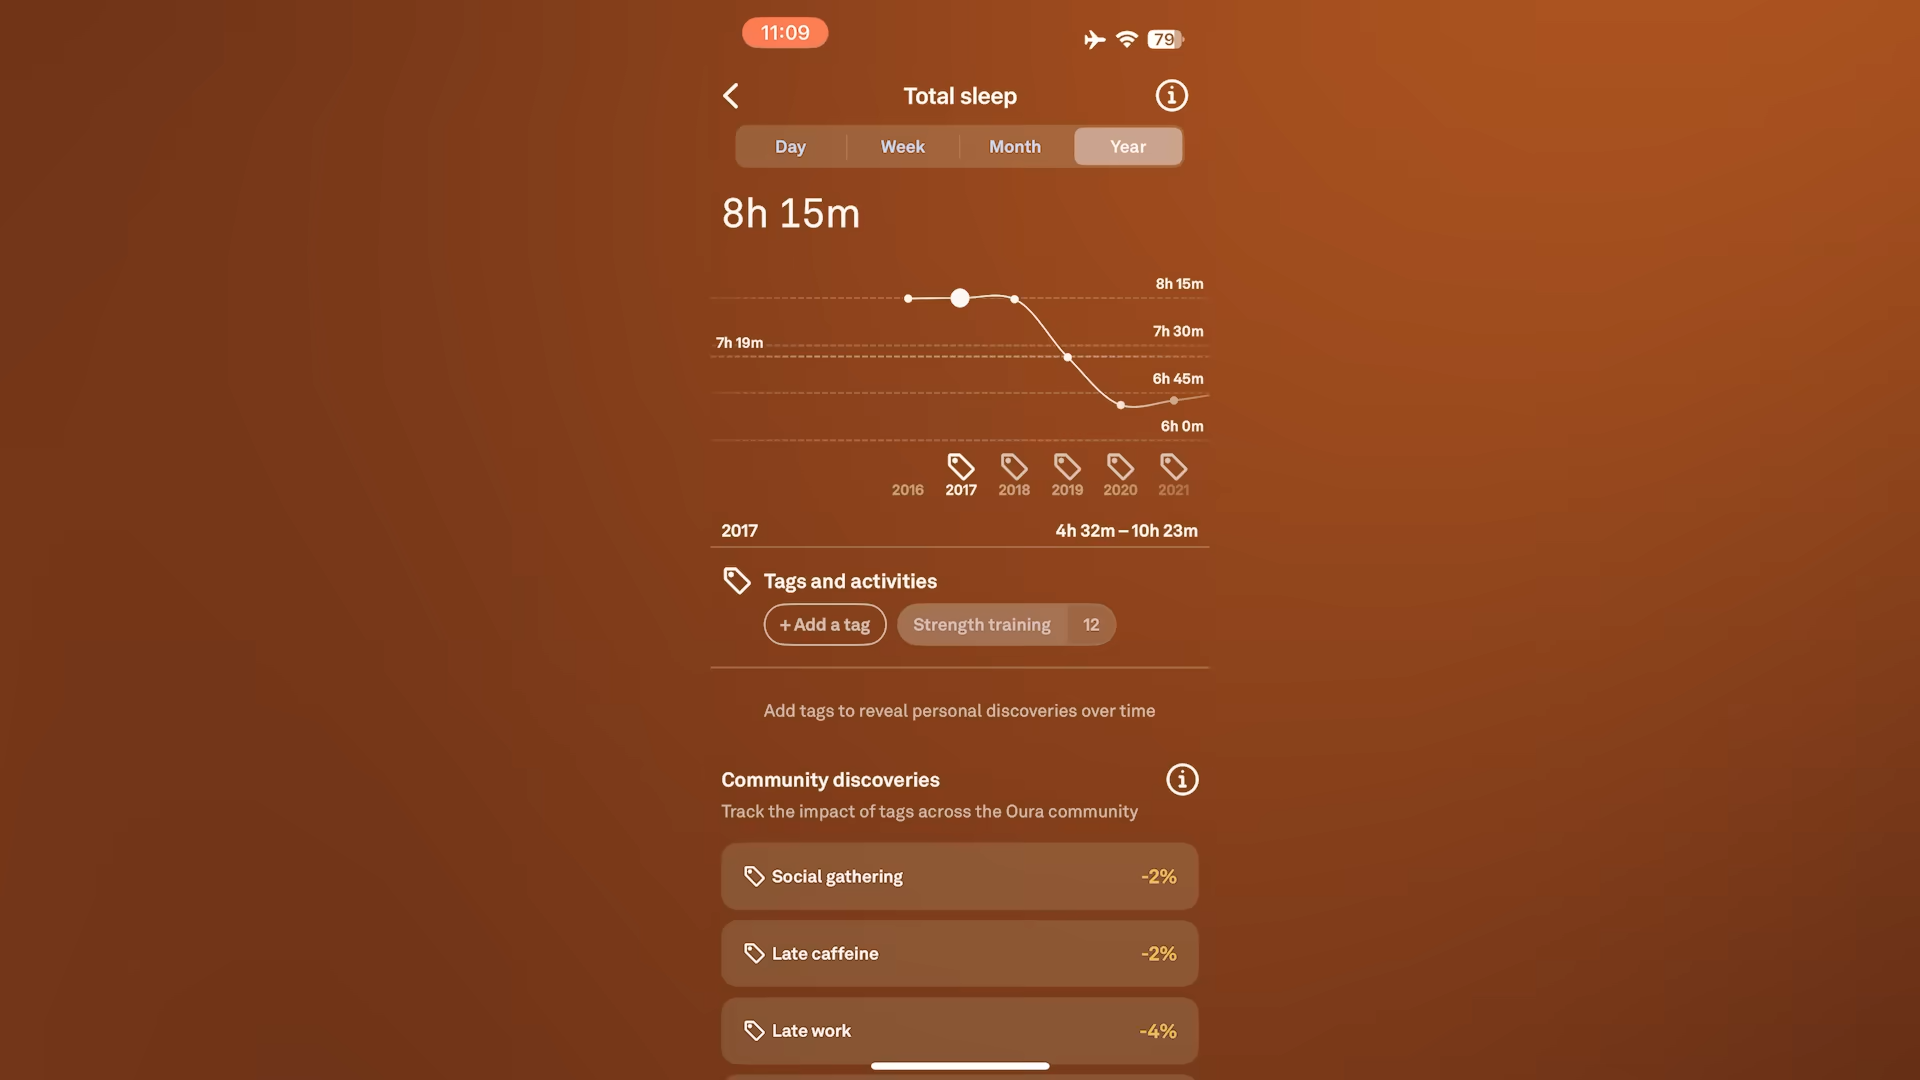 11:09
79
Total sleep
Day Week Month Year
8h 15m
8h 15m
7h 30m
7h 19m
6h 45m
6h 0m
2016 2017 2018 2019 2020 2021
2017 4h 32m – 10h 23m
Tags and activities
+ Add a tag Strength training 12
Add tags to reveal personal discoveries over time
Community discoveries
Track the impact of tags across the Oura community
Social gathering -2%
Late caffeine -2%
Late work -4%